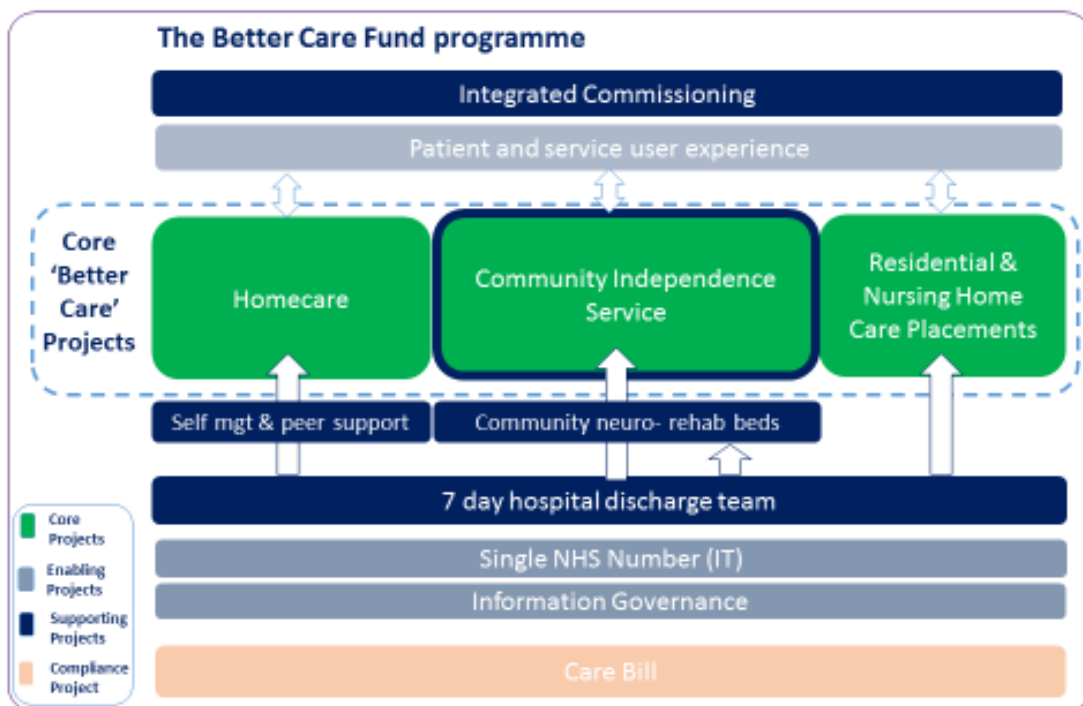 The Better Care Fund programme
Integrated Commissioning
Patient and service user experience
Core
‘Better
Care’
Projects
Homecare
Community Independence
Service
Residential &
Nursing Home
Care Placements
Self mgt & peer support
Community neuro- rehab beds
7 day hospital discharge team
Single NHS Number (IT)
Information Governance
Care Bill
Core
Projects
Enabling
Projects
Supporting
Projects
Compliance
Project